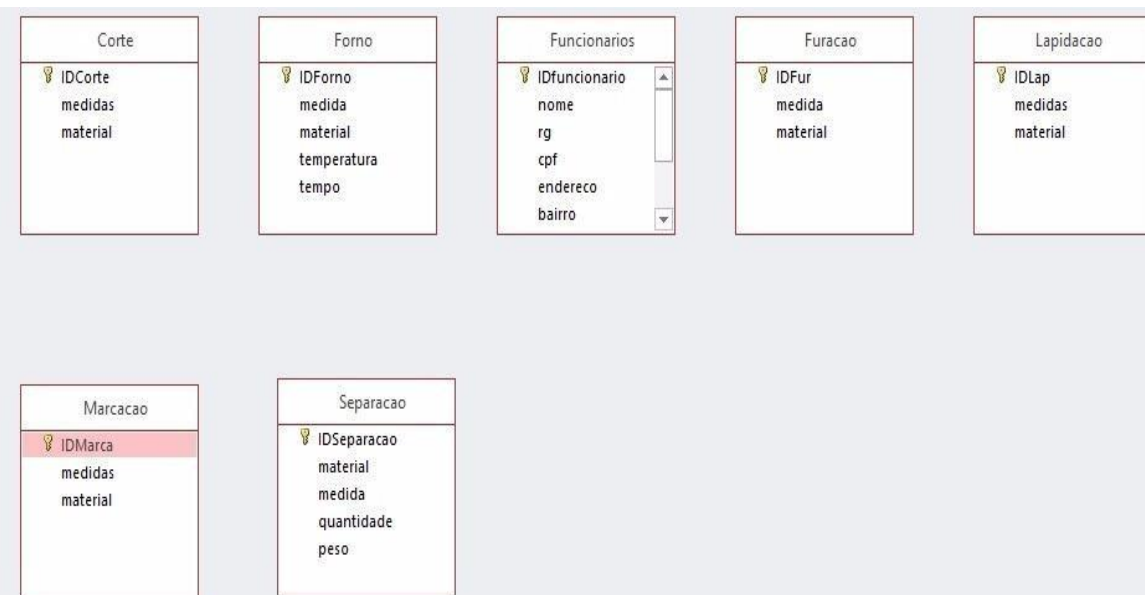 Corte
IDCorte
medidas
material
Forno
IDForno
medida
material
temperatura
tempo
Funcionarios
IDfuncionario
nome
rg
cpf
endereco
bairro
Furacao
IDFur
medida
material
Lapidacao
IDLap
medidas
material
Marcacao
IDMarca
medidas
material
Separacao
IDSeparacao
material
medida
quantidade
peso